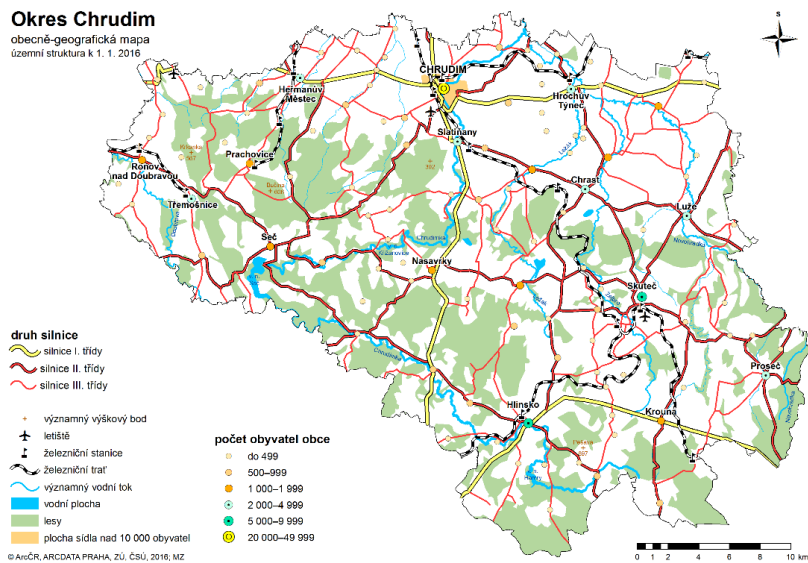 Okres Chrudim
obecně-geografická mapa
územní struktura k 1. 1. 2016
S
CHRUDIM
Heřmanův
Městec
Hrochův
Týnec
Slatiňany
Prachovice
Ronov
nad Doubravou
Třemošnice
Chrast
Luže
Seč
Nasavrky
Skuteč
Proseč
Hlinsko
Krouna
Chrudimka
Chrudimka
Novohradka
druh silnice
silnice I. třídy
silnice II. třídy
silnice III. třídy
významný výškový bod
letiště
železniční stanice
železniční trať
významný vodní tok
vodní plocha
lesy
plocha sídla nad 10 000 obyvatel
počet obyvatel obce
do 499
500–999
1 000–1 999
2 000–4 999
5 000–9 999
20 000–49 999
0 1 2 4 6 8 10 km
© ArcČR, ARCDATA PRAHA, ZÚ, ČSÚ, 2016; MZ